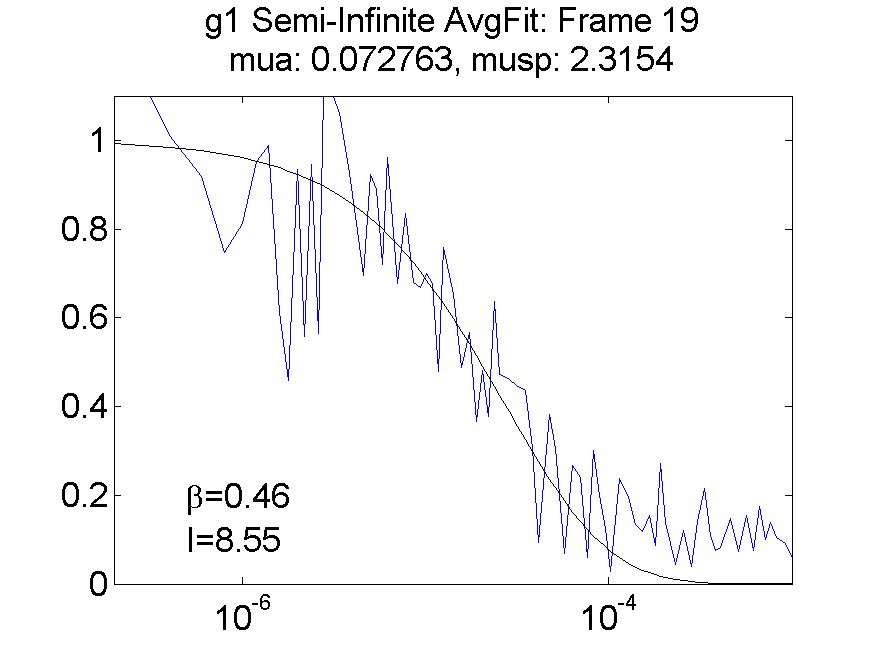 g1 Semi-Infinite AvgFit: Frame 19
mua: 0.072763, musp: 2.3154
1
0.8
0.6
0.4
0.2
0
β=0.46
I=8.55
10^-6
10^-4